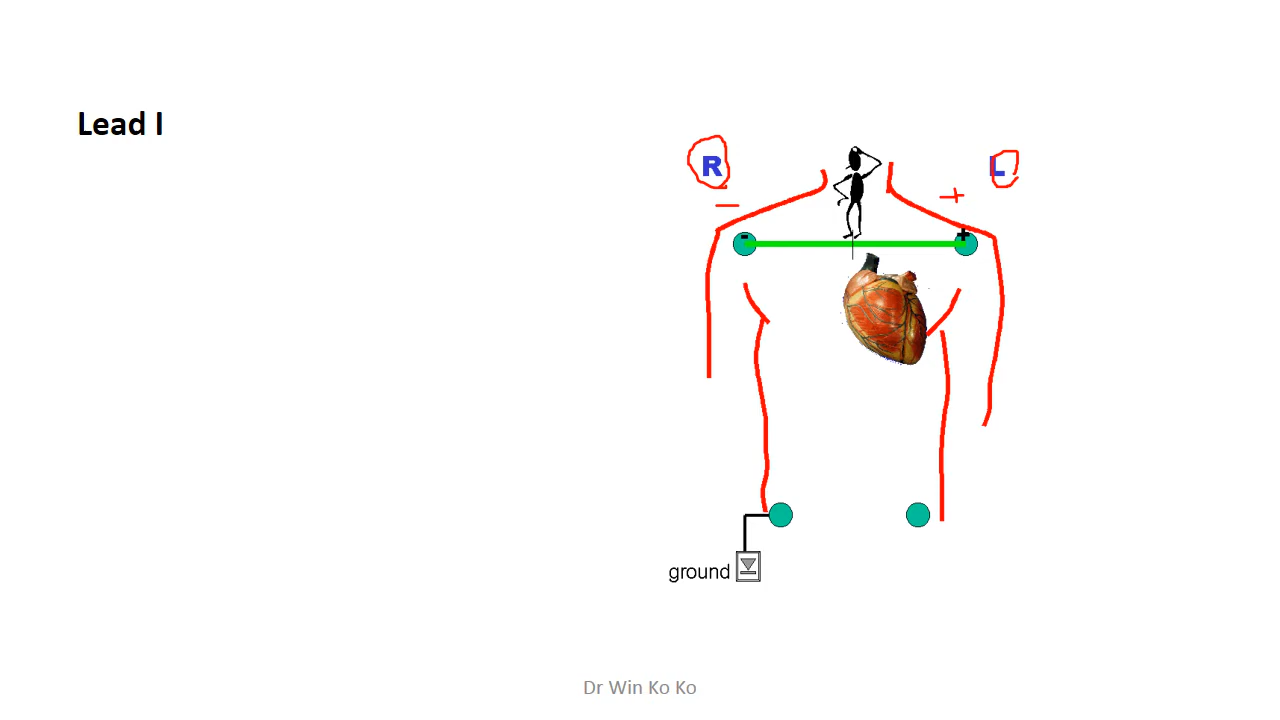 Lead I
R
L
–
+
-
+
ground
Dr Win Ko Ko